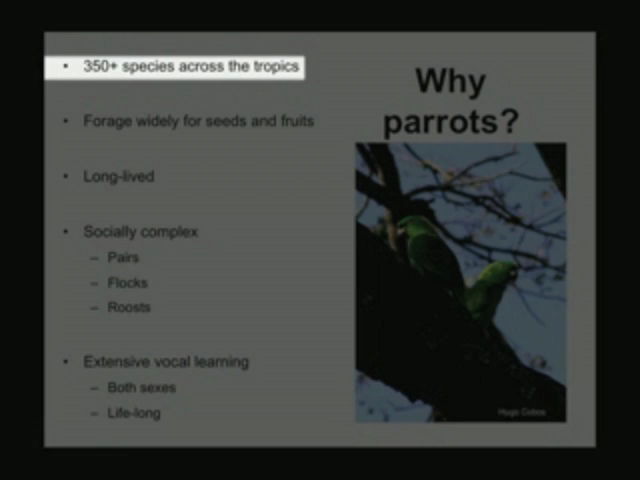 Why
parrots?
• 350+ species across the tropics
• Forage widely for seeds and fruits
• Long-lived
• Socially complex
– Pairs
– Flocks
– Roosts
• Extensive vocal learning
– Both sexes
– Life-long
Hugo Cobos